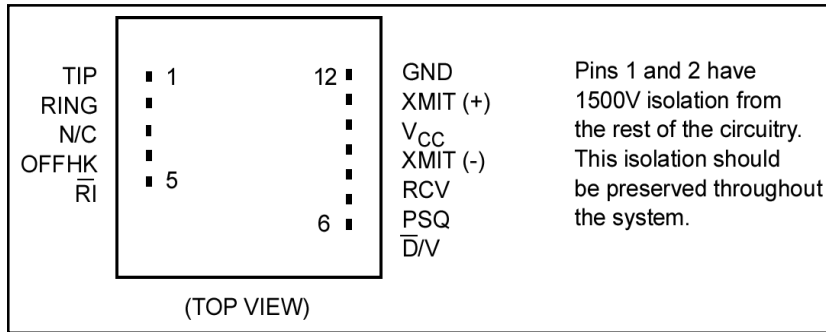 TIP
RING
N/C
OFFHK
R̅I̅
1
5
12
6
GND
XMIT (+)
VCC
XMIT (-)
RCV
PSQ
D̅/V
(TOP VIEW)
Pins 1 and 2 have
1500V isolation from
the rest of the circuitry.
This isolation should
be preserved throughout
the system.